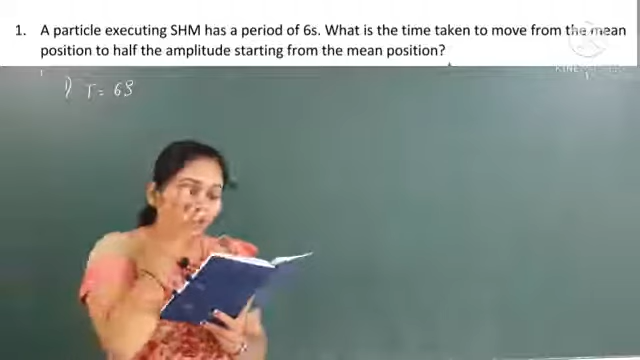 1. A particle executing SHM has a period of 6s. What is the time taken to move from the mean
position to half the amplitude starting from the mean position?
1) T = 6S